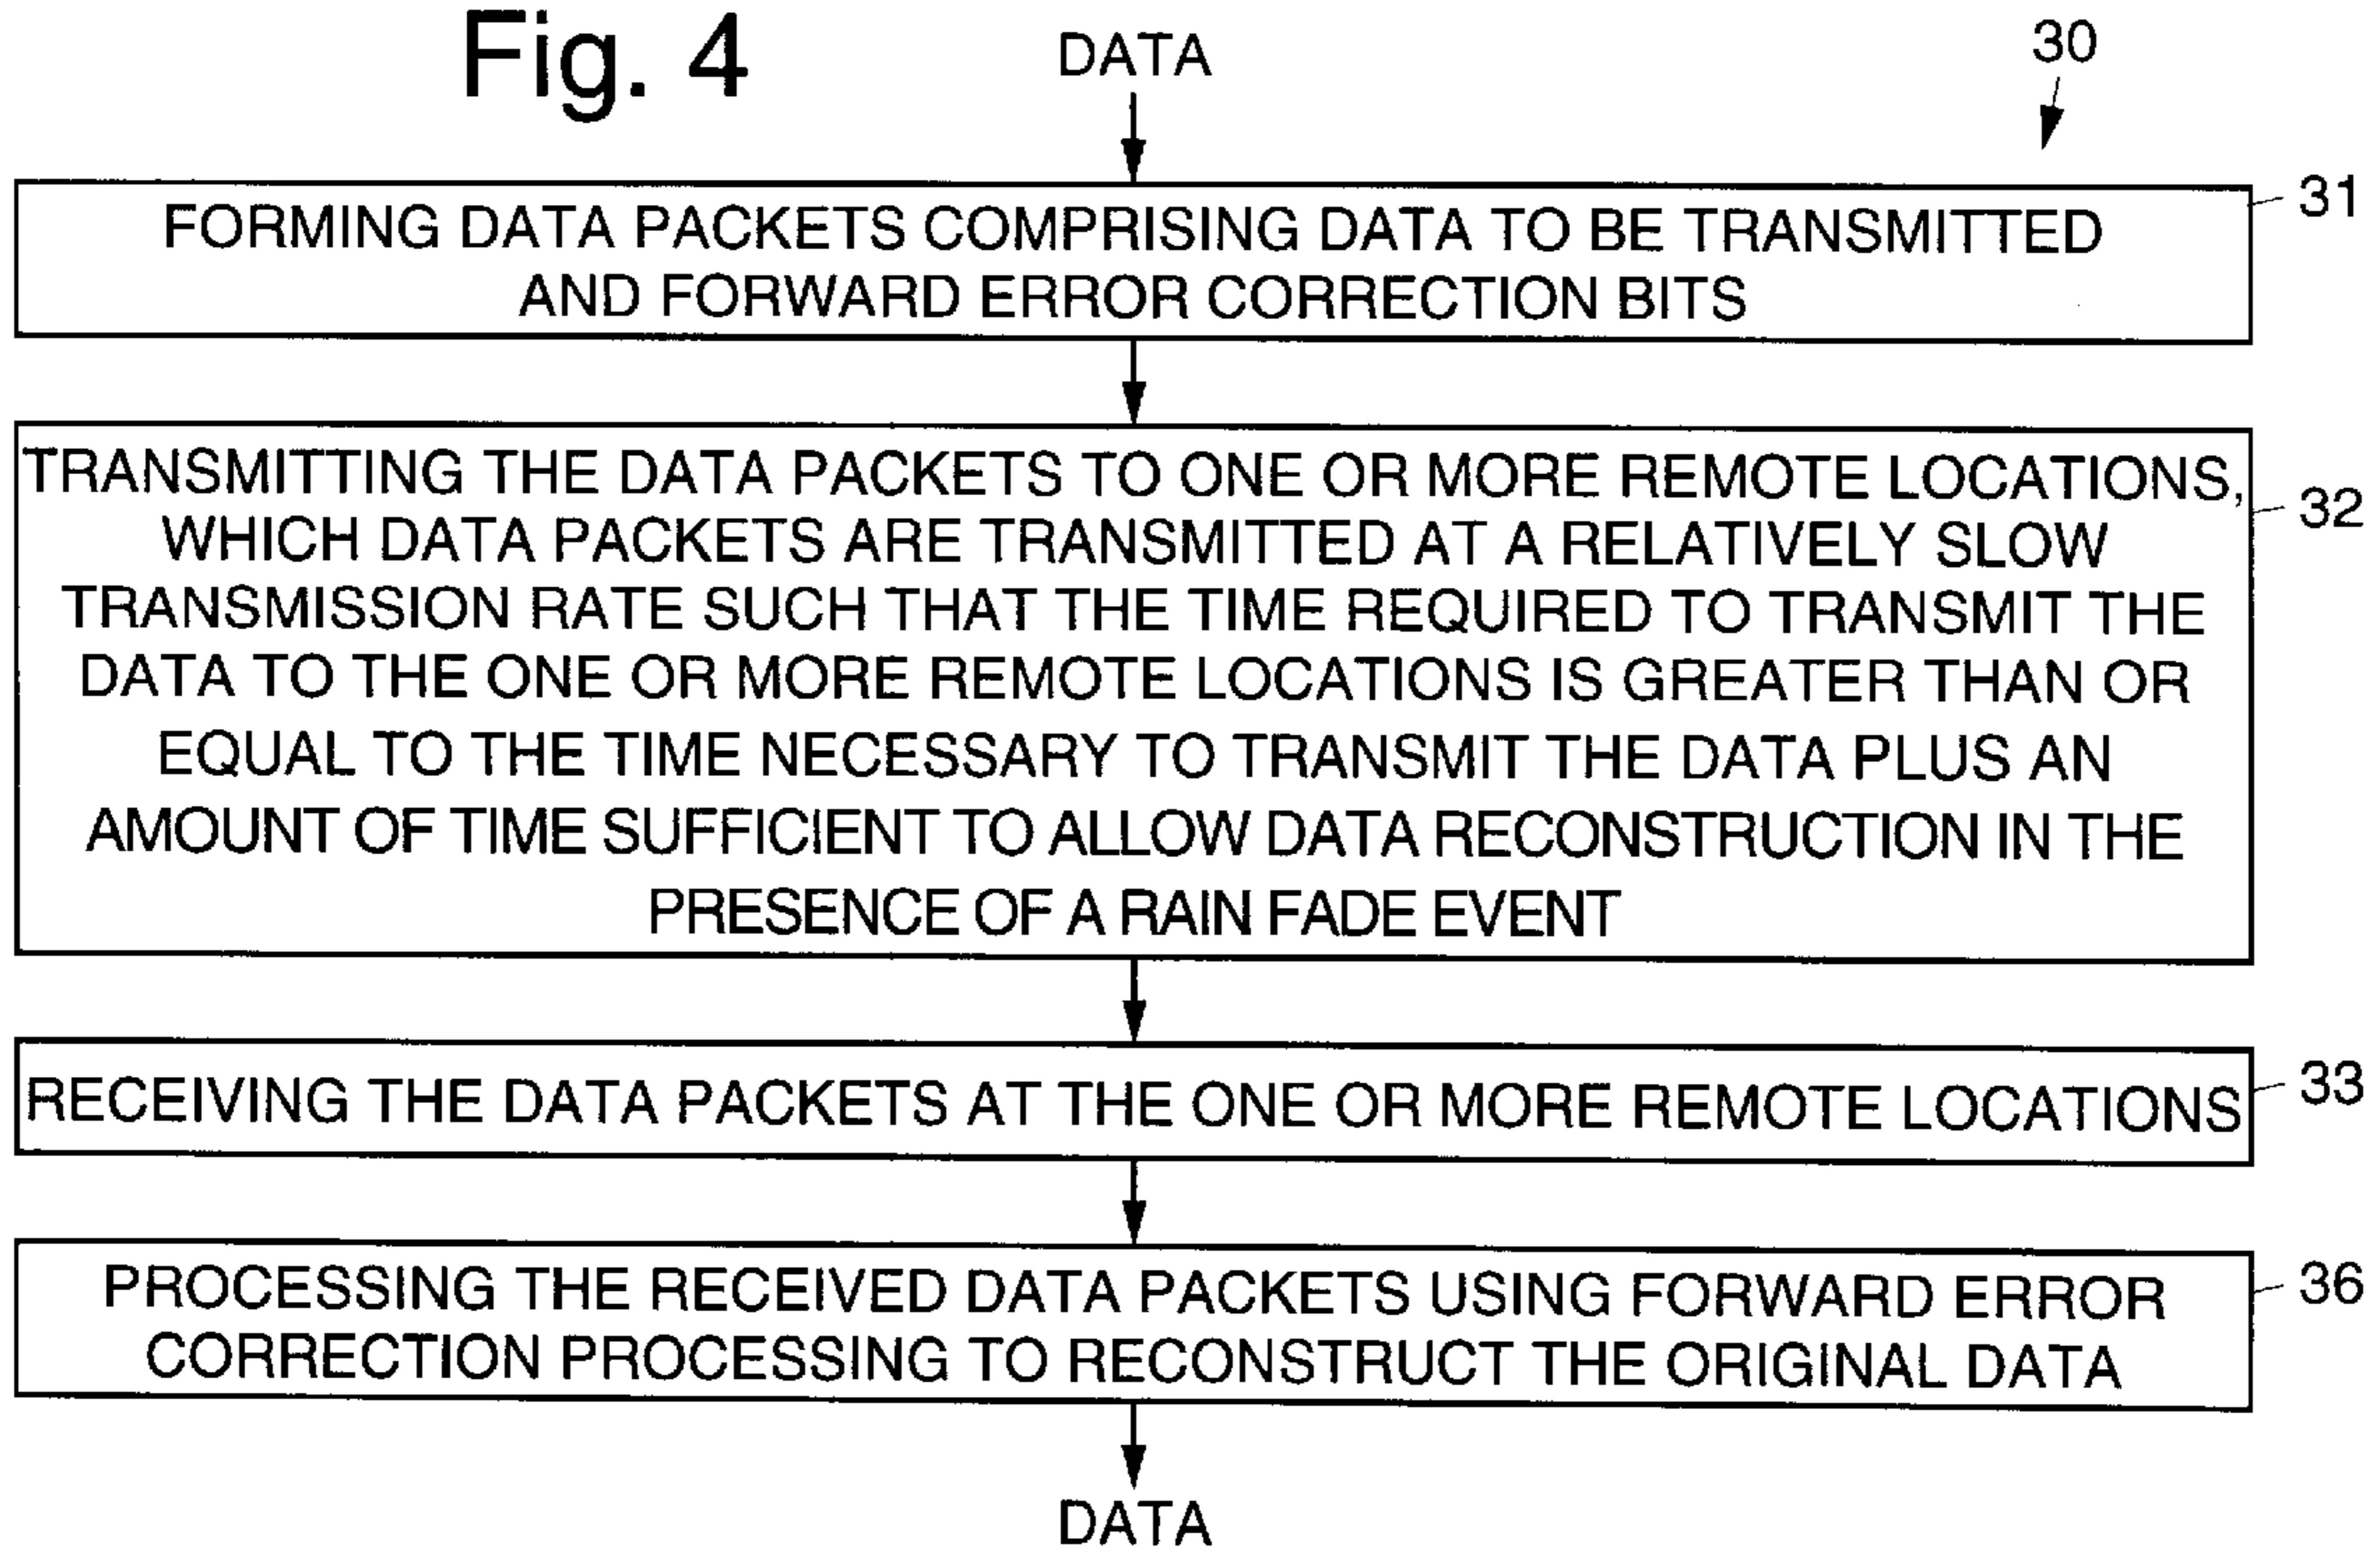 Fig. 4
DATA
30
31
FORMING DATA PACKETS COMPRISING DATA TO BE TRANSMITTED
AND FORWARD ERROR CORRECTION BITS
TRANSMITTING THE DATA PACKETS TO ONE OR MORE REMOTE LOCATIONS,
32
WHICH DATA PACKETS ARE TRANSMITTED AT A RELATIVELY SLOW
TRANSMISSION RATE SUCH THAT THE TIME REQUIRED TO TRANSMIT THE
DATA TO THE ONE OR MORE REMOTE LOCATIONS IS GREATER THAN OR
EQUAL TO THE TIME NECESSARY TO TRANSMIT THE DATA PLUS AN
AMOUNT OF TIME SUFFICIENT TO ALLOW DATA RECONSTRUCTION IN THE
PRESENCE OF A RAIN FADE EVENT
33
RECEIVING THE DATA PACKETS AT THE ONE OR MORE REMOTE LOCATIONS
36
PROCESSING THE RECEIVED DATA PACKETS USING FORWARD ERROR
CORRECTION PROCESSING TO RECONSTRUCT THE ORIGINAL DATA
DATA